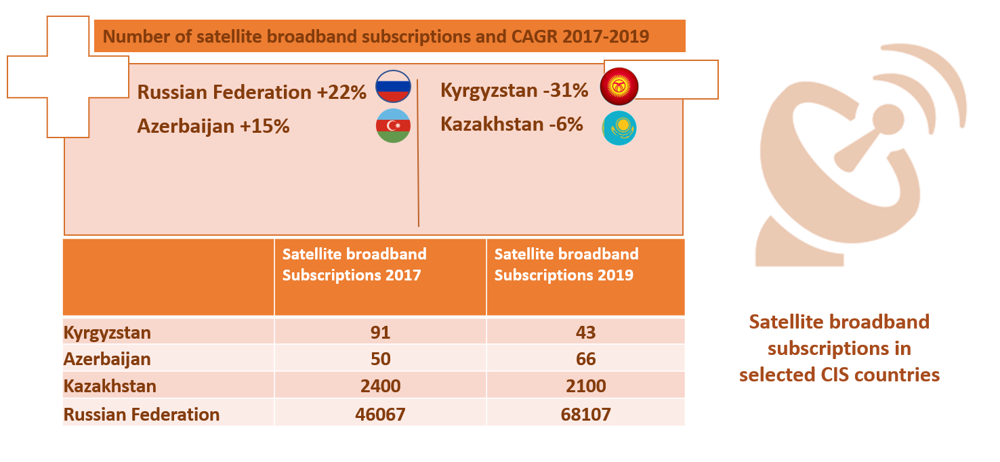 Number of satellite broadband subscriptions and CAGR 2017-2019
Russian Federation +22%
Azerbaijan +15%
Kyrgyzstan -31%
Kazakhstan -6%
Satellite broadband Satellite broadband
Subscriptions 2017 Subscriptions 2019
Kyrgyzstan 91 43
Azerbaijan 50 66
Kazakhstan 2400 2100
Russian Federation 46067 68107
Satellite broadband
subscriptions in
selected CIS countries